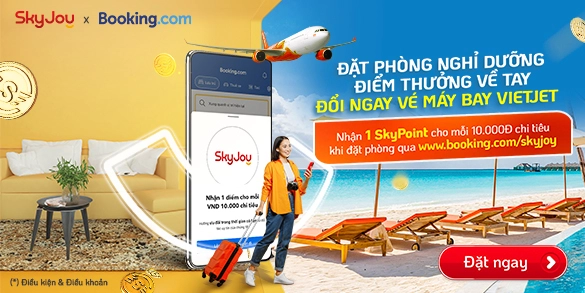 SkyJoy x Booking.com
ĐẶT PHÒNG NGHỈ DƯỠNG
ĐIỂM THƯỞNG VỀ TAY
ĐỔI NGAY VÉ MÁY BAY VIETJET
Nhận 1 SkyPoint cho mỗi 10.000Đ chi tiêu
khi đặt phòng qua www.booking.com/skyjoy
Booking.com
SkyJoy
Nhận 1 điểm cho mỗi
VND 10.000 chi tiêu
Đặt ngay
(*) Điều kiện & Điều khoản